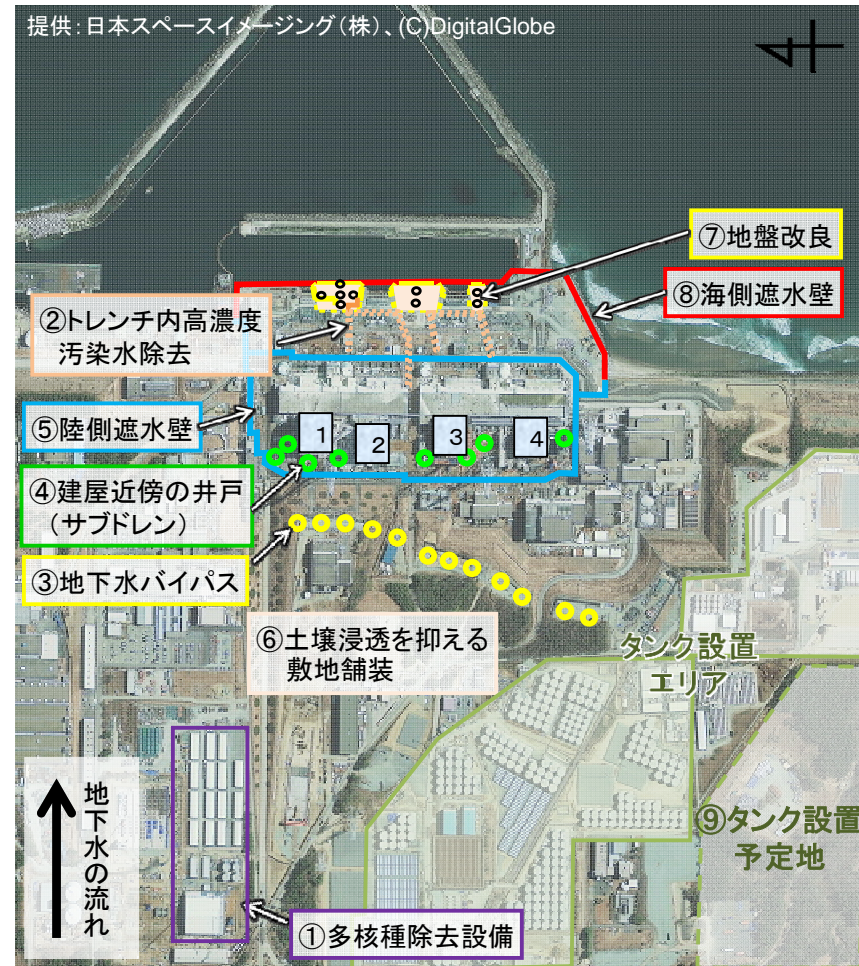 提供：日本スペースイメージング（株）、(C)DigitalGlobe
⑦地盤改良
⑧海側遮水壁
②トレンチ内高濃度
汚染水除去
⑤陸側遮水壁
1
2
3
4
④建屋近傍の井戸
（サブドレン）
③地下水バイパス
⑥土壌浸透を抑える
敷地舗装
タンク設置
エリア
地下水の流れ
⑨タンク設置
予定地
①多核種除去設備